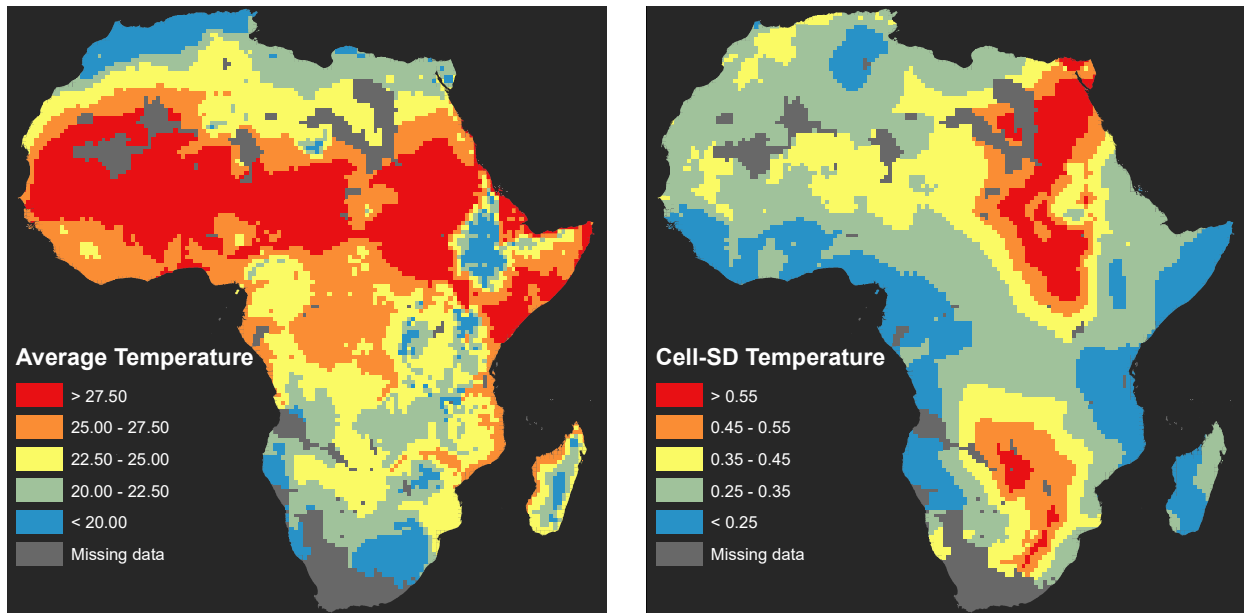 Average Temperature
> 27.50
25.00 - 27.50
22.50 - 25.00
20.00 - 22.50
< 20.00
Missing data
Cell-SD Temperature
> 0.55
0.45 - 0.55
0.35 - 0.45
0.25 - 0.35
< 0.25
Missing data